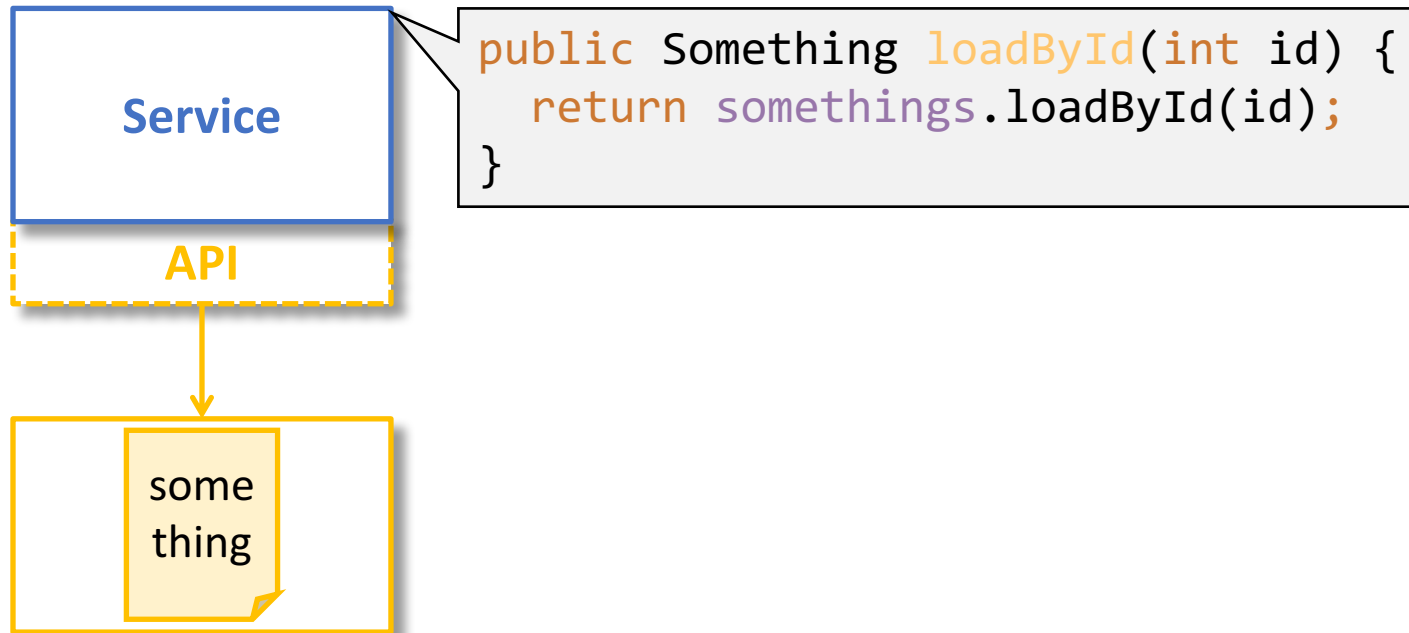 Service
public Something loadById(int id) {
  return somethings.loadById(id);
}
API
some
thing